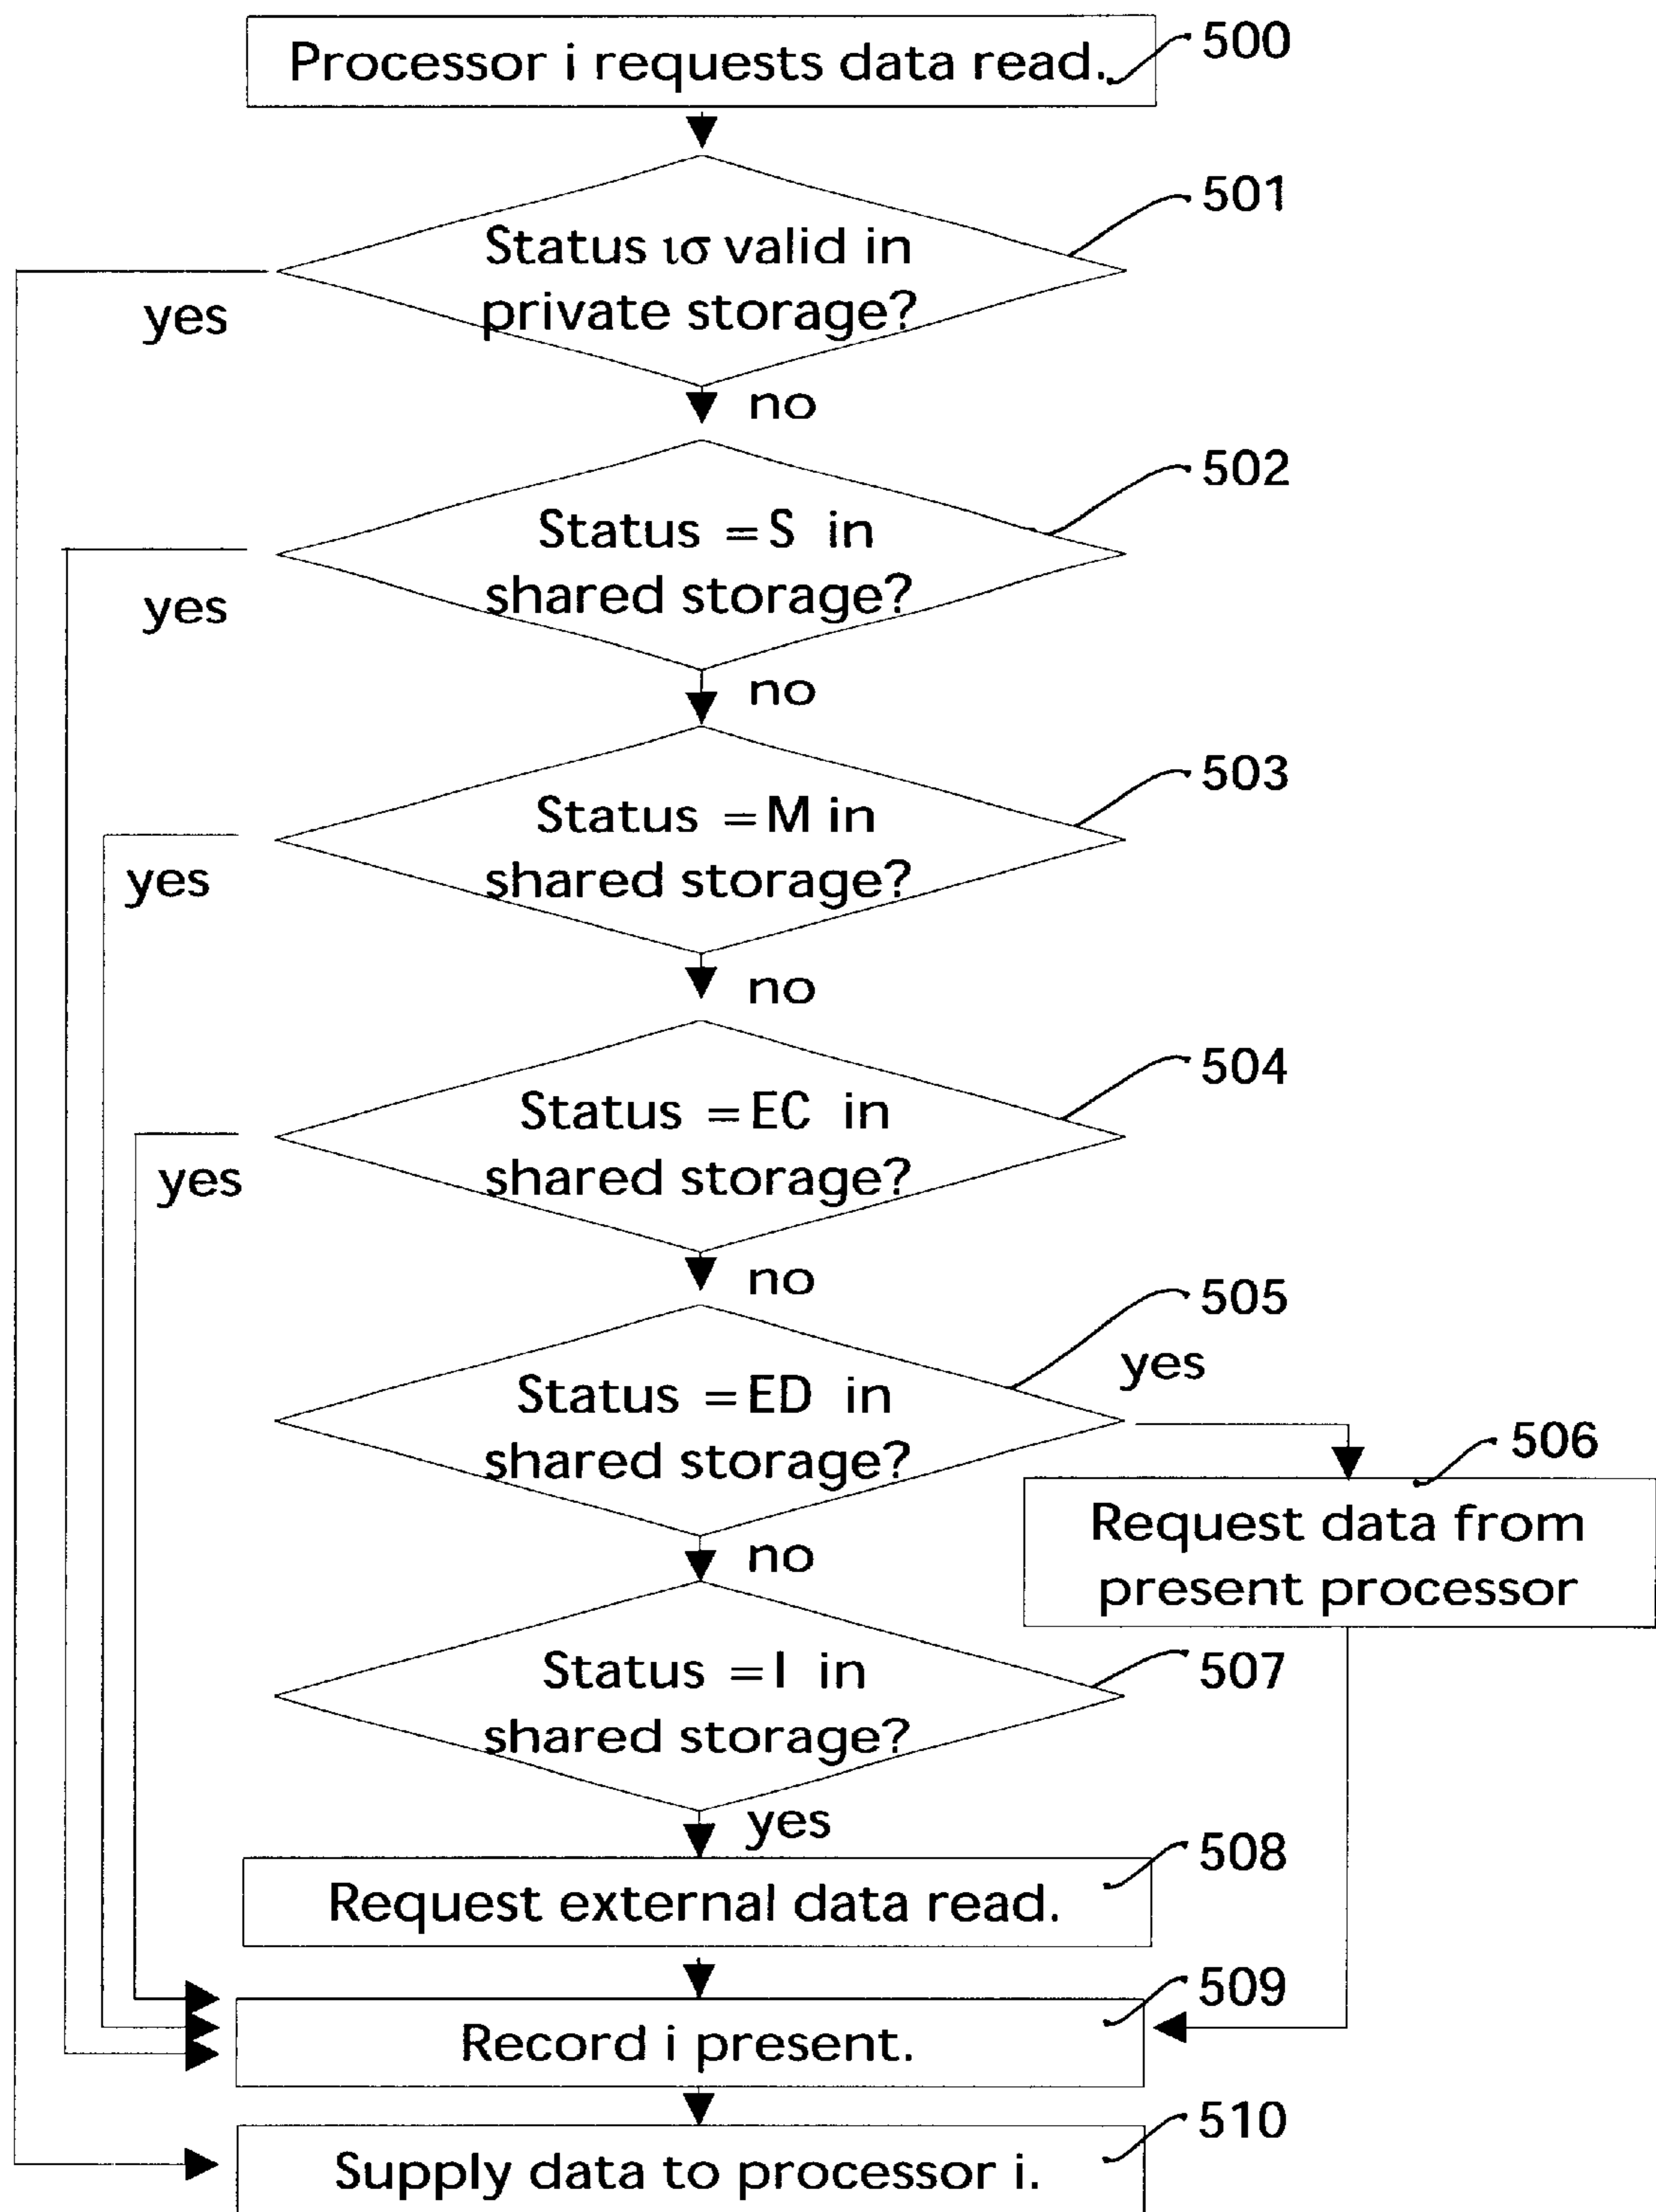 Processor i requests data read.
500
501
Status ισ valid in
private storage?
yes
no
502
Status = S in
shared storage?
yes
no
503
Status = M in
shared storage?
yes
no
504
Status = EC in
shared storage?
yes
no
505
yes
Status = ED in
shared storage?
506
Request data from
present processor
no
507
Status = I in
shared storage?
yes
508
Request external data read.
509
Record i present.
510
Supply data to processor i.